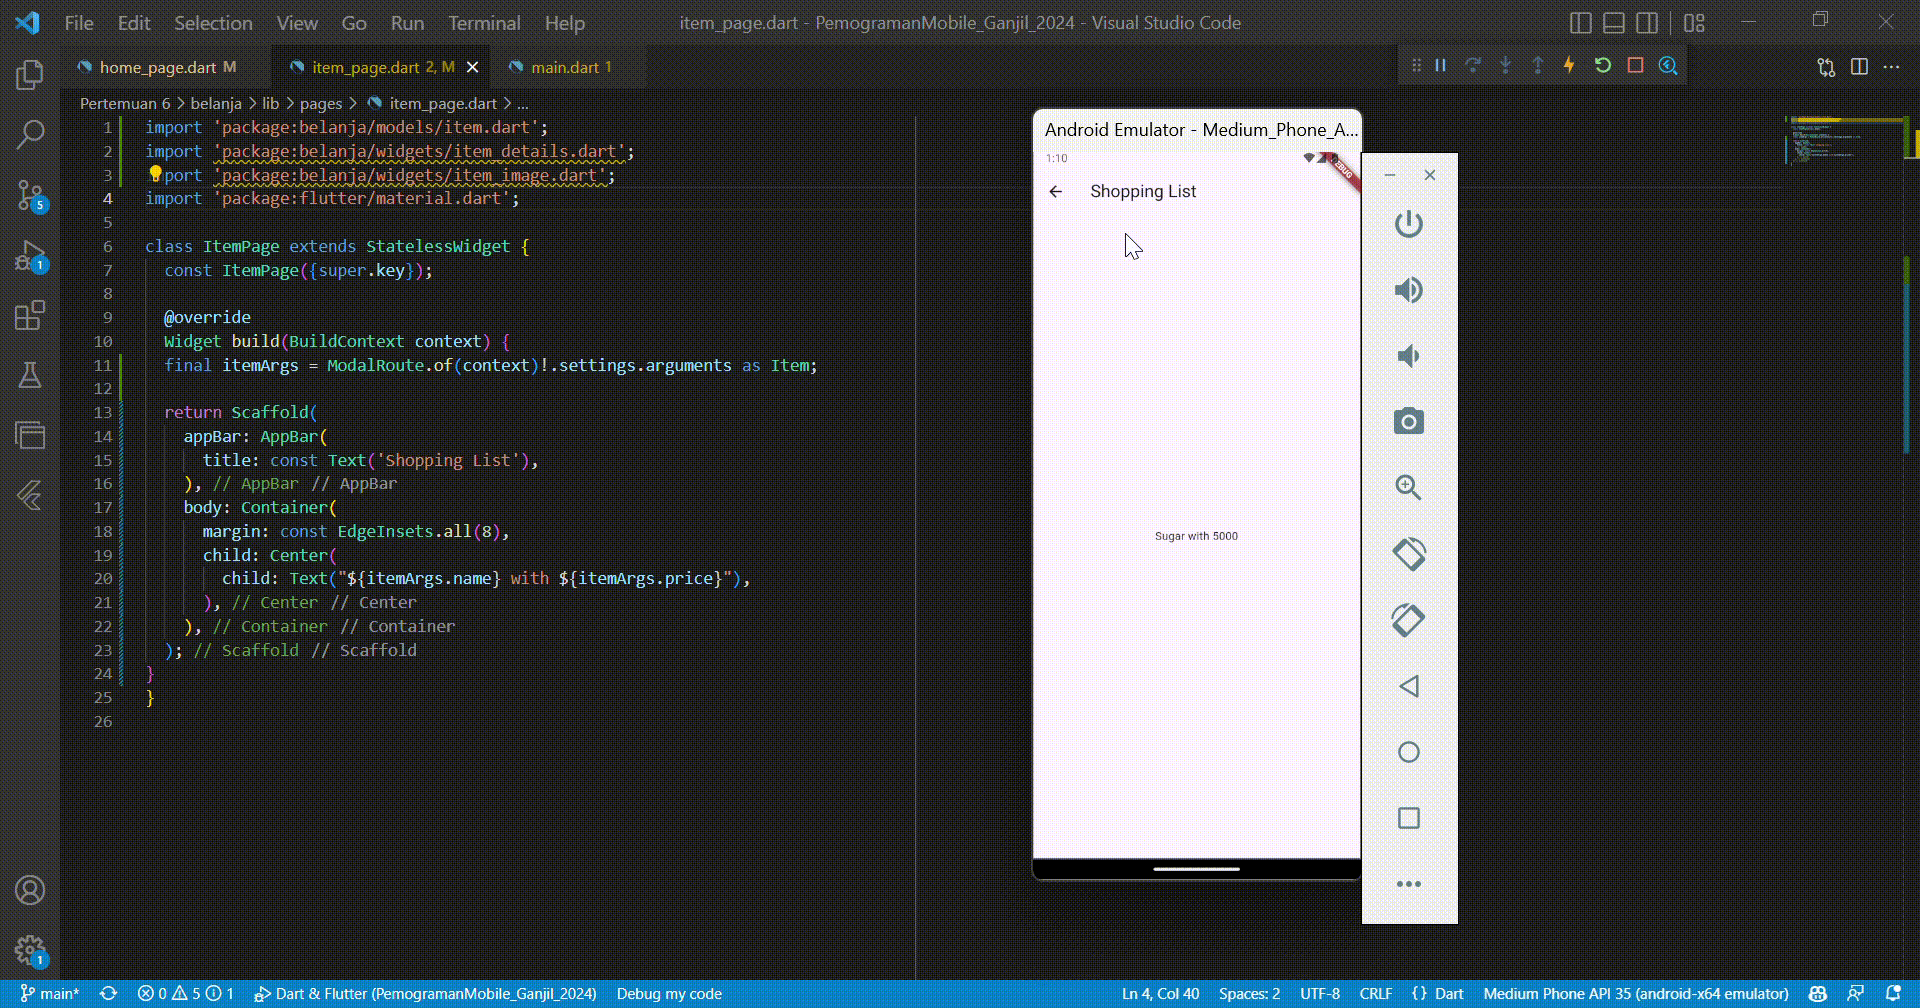 File Edit Selection View Go Run Terminal Help
item_page.dart - PemogramanMobile_Ganjil_2024 - Visual Studio Code
home_page.dart M
item_page.dart 2, M
main.dart 1
Pertemuan 6 > belanja > lib > pages > item_page.dart > ...
1 import 'package:belanja/models/item.dart';
2 import 'package:belanja/widgets/item_details.dart';
3 port 'package:belanja/widgets/item_image.dart';
4 import 'package:flutter/material.dart';
5
6 class ItemPage extends StatelessWidget {
7 const ItemPage({super.key});
8
9 @override
10 Widget build(BuildContext context) {
11 final itemArgs = ModalRoute.of(context)!.settings.arguments as Item;
12
13 return Scaffold(
14 appBar: AppBar(
15 title: const Text('Shopping List'),
16 ), // AppBar // AppBar
17 body: Container(
18 margin: const EdgeInsets.all(8),
19 child: Center(
20 child: Text("${itemArgs.name} with ${itemArgs.price}"),
21 ), // Center // Center
22 ), // Container // Container
23 ); // Scaffold // Scaffold
24 }
25 }
26
Android Emulator - Medium_Phone_A...
1:10
Shopping List
Sugar with 5000
5
1
1
main*
0 5 1
Dart & Flutter (PemogramanMobile_Ganjil_2024)
Debug my code
Ln 4, Col 40
Spaces: 2
UTF-8
CRLF
{} Dart
Medium Phone API 35 (android-x64 emulator)